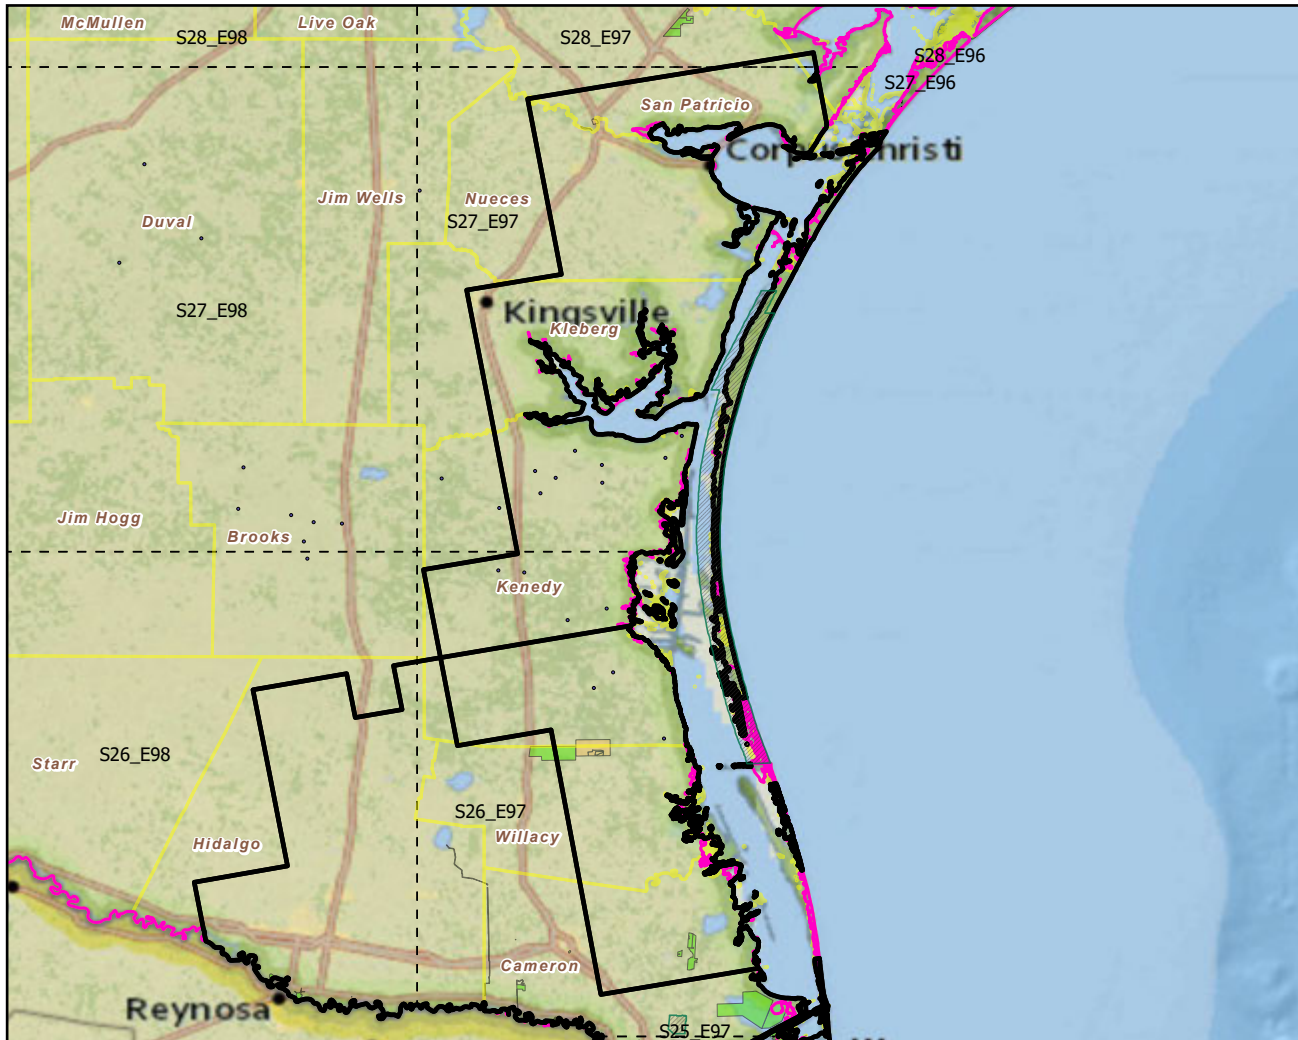 McMullen
Live Oak
S28_E98
S28_E97
S28_E96
S27_E96
San Patricio
Corpus Christi
Jim Wells
Nueces
Duval
S27_E97
S27_E98
Kingsville
Kleberg
Jim Hogg
Brooks
Kenedy
S26_E98
Starr
S26_E97
Willacy
Hidalgo
Cameron
Reynosa
S25_E97